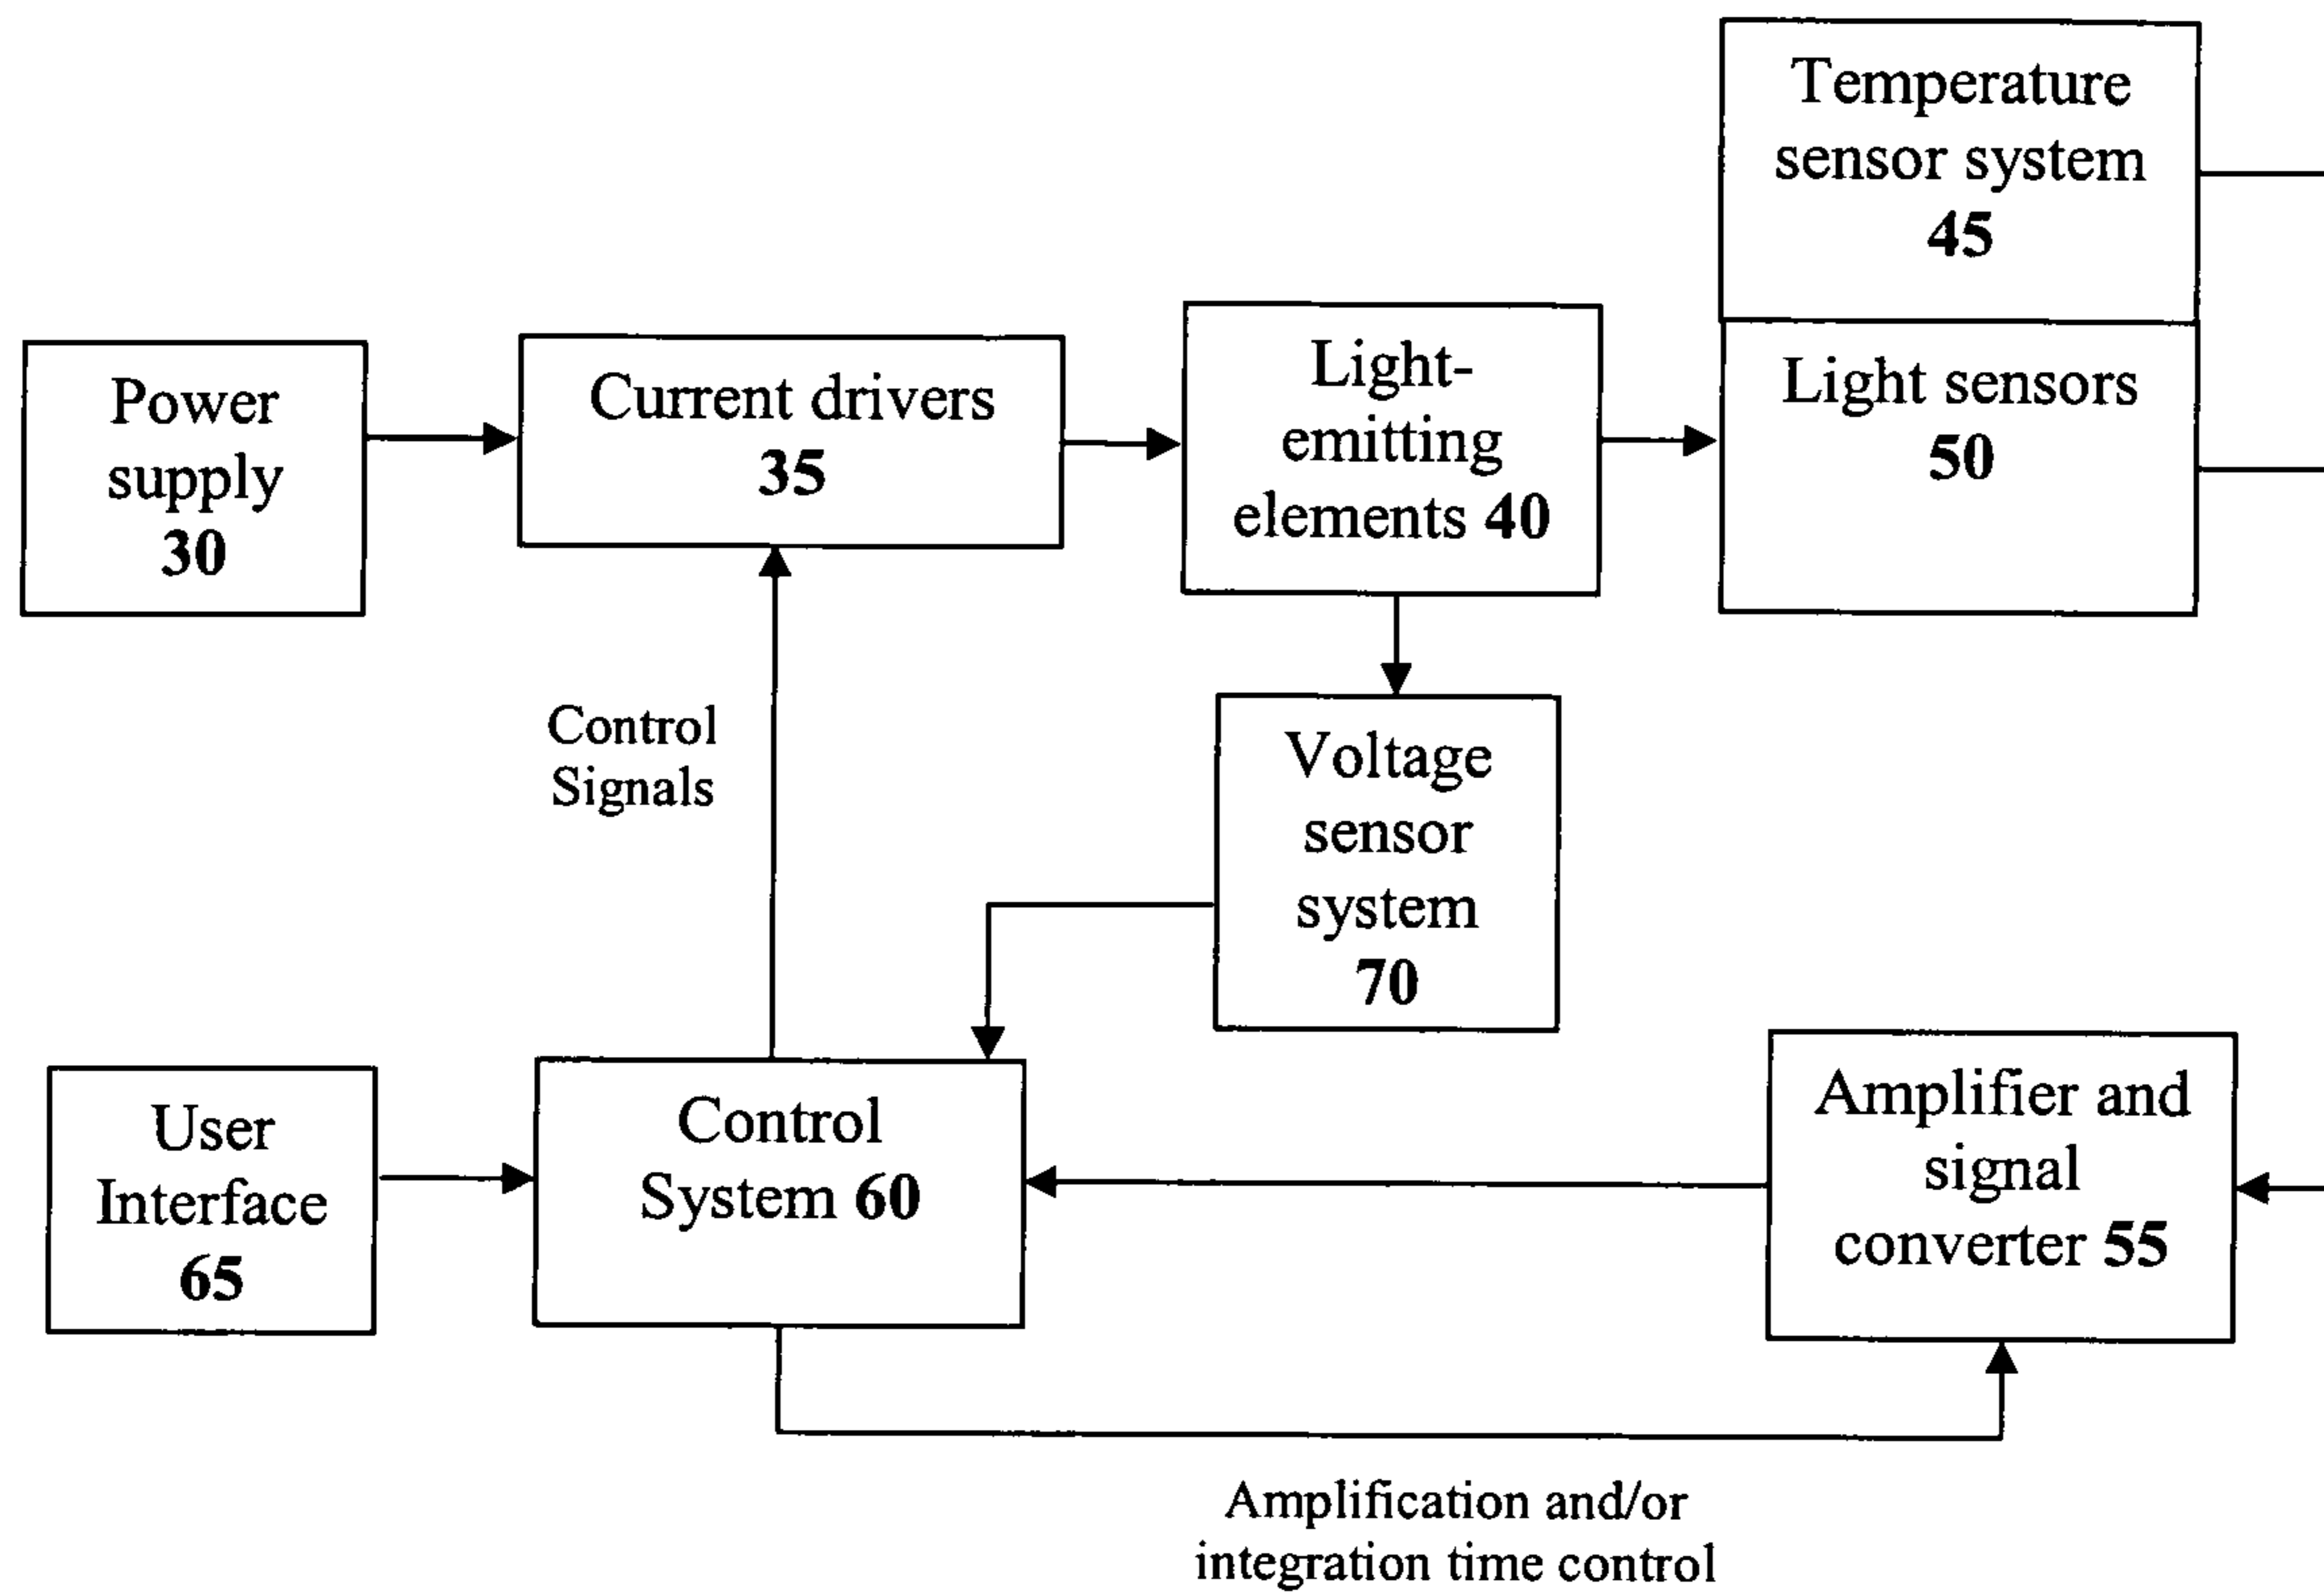 Temperature
sensor system
45
Power
supply
30
Current drivers
35
Light-
emitting
elements 40
Light sensors
50
Control
Signals
Voltage
sensor
system
70
User
Interface
65
Control
System 60
Amplifier and
signal
converter 55
Amplification and/or
integration time control